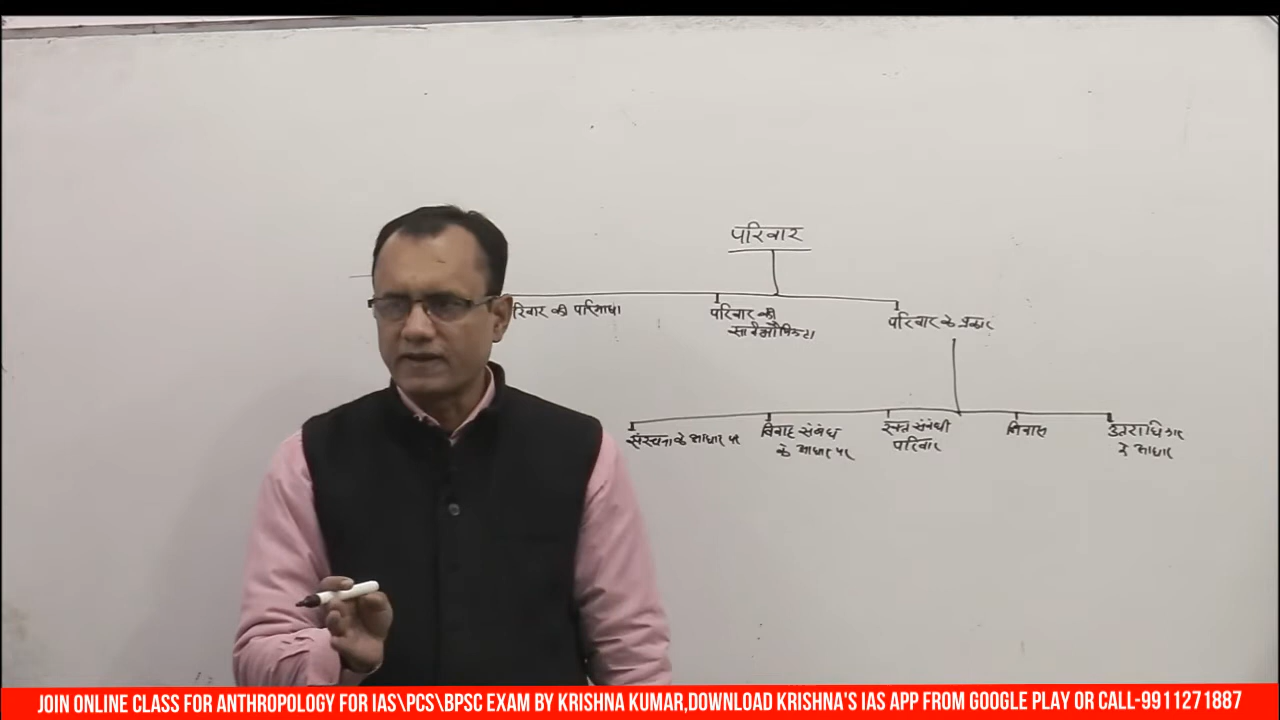 परिवार
रिवार की परिभाषा
परिवार की
सार्वभौमिकता
परिवार के प्रकार
संरचना के आधार पर
विवाह संबंध
के आधार पर
रक्त संबंधी
परिवार
निवास
उत्तराधिकार
के आधार
JOIN ONLINE CLASS FOR ANTHROPOLOGY FOR IAS\PCS\BPSC EXAM BY KRISHNA KUMAR,DOWNLOAD KRISHNA'S IAS APP FROM GOOGLE PLAY OR CALL-9911271887